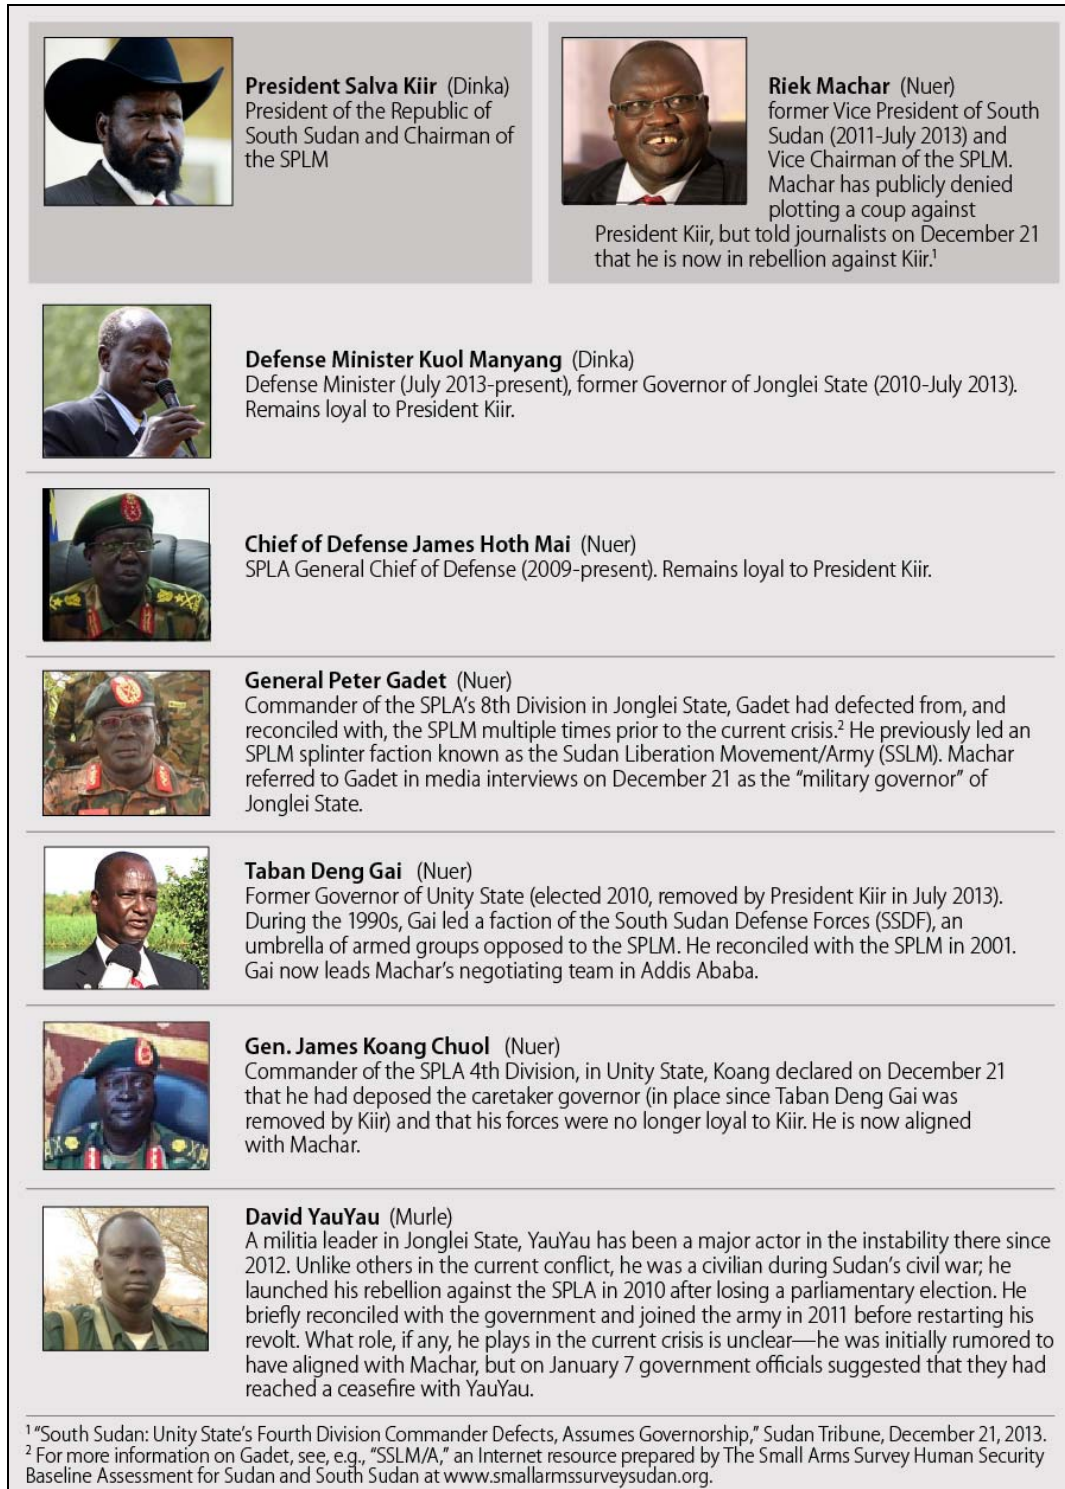 President Salva Kiir (Dinka)
President of the Republic of
South Sudan and Chairman of
the SPLM
Riek Machar (Nuer)
former Vice President of South
Sudan (2011-July 2013) and
Vice Chairman of the SPLM.
Machar has publicly denied
plotting a coup against
President Kiir, but told journalists on December 21
that he is now in rebellion against Kiir.¹
Defense Minister Kuol Manyang (Dinka)
Defense Minister (July 2013-present), former Governor of Jonglei State (2010-July 2013).
Remains loyal to President Kiir.
Chief of Defense James Hoth Mai (Nuer)
SPLA General Chief of Defense (2009-present). Remains loyal to President Kiir.
General Peter Gadet (Nuer)
Commander of the SPLA's 8th Division in Jonglei State, Gadet had defected from, and
reconciled with, the SPLM multiple times prior to the current crisis.² He previously led an
SPLM splinter faction known as the Sudan Liberation Movement/Army (SSLM). Machar
referred to Gadet in media interviews on December 21 as the “military governor” of
Jonglei State.
Taban Deng Gai (Nuer)
Former Governor of Unity State (elected 2010, removed by President Kiir in July 2013).
During the 1990s, Gai led a faction of the South Sudan Defense Forces (SSDF), an
umbrella of armed groups opposed to the SPLM. He reconciled with the SPLM in 2001.
Gai now leads Machar's negotiating team in Addis Ababa.
Gen. James Koang Chuol (Nuer)
Commander of the SPLA 4th Division, in Unity State, Koang declared on December 21
that he had deposed the caretaker governor (in place since Taban Deng Gai was
removed by Kiir) and that his forces were no longer loyal to Kiir. He is now aligned
with Machar.
David YauYau (Murle)
A militia leader in Jonglei State, YauYau has been a major actor in the instability there since
2012. Unlike others in the current conflict, he was a civilian during Sudan's civil war; he
launched his rebellion against the SPLA in 2010 after losing a parliamentary election. He
briefly reconciled with the government and joined the army in 2011 before restarting his
revolt. What role, if any, he plays in the current crisis is unclear—he was initially rumored to
have aligned with Machar, but on January 7 government officials suggested that they had
reached a ceasefire with YauYau.
¹ “South Sudan: Unity State's Fourth Division Commander Defects, Assumes Governorship,” Sudan Tribune, December 21, 2013.
² For more information on Gadet, see, e.g., “SSLM/A,” an Internet resource prepared by The Small Arms Survey Human Security
Baseline Assessment for Sudan and South Sudan at www.smallarmssurveysudan.org.